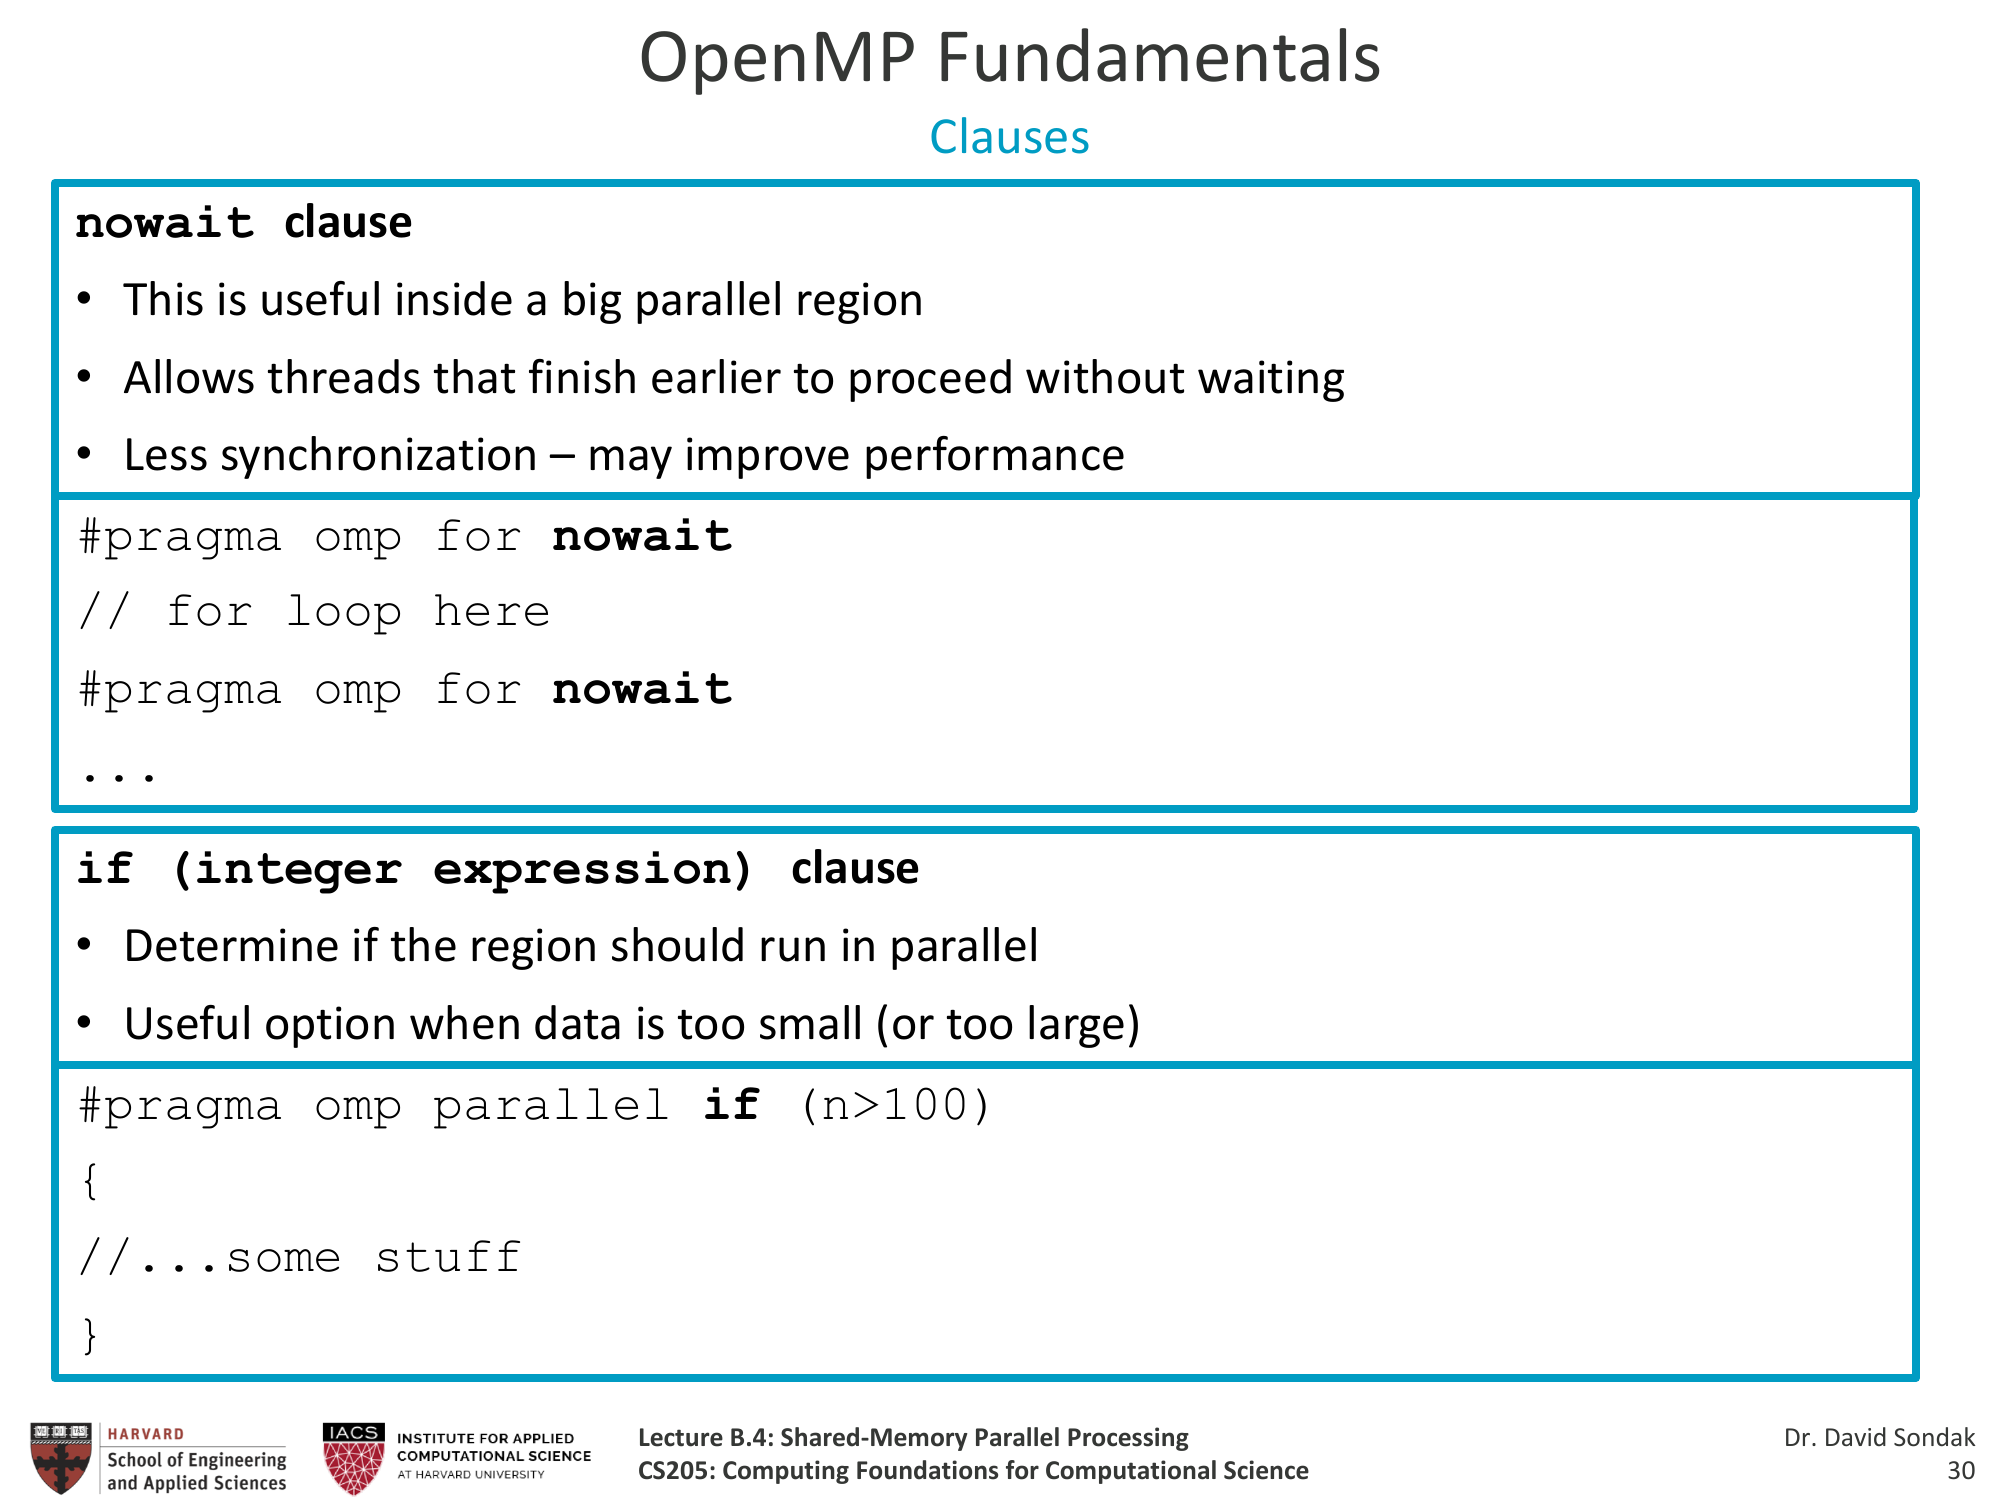 OpenMP Fundamentals
Clauses
nowait clause
• This is useful inside a big parallel region
• Allows threads that finish earlier to proceed without waiting
• Less synchronization – may improve performance
#pragma omp for nowait
// for loop here
#pragma omp for nowait
...
if (integer expression) clause
• Determine if the region should run in parallel
• Useful option when data is too small (or too large)
#pragma omp parallel if (n>100)
{
//...some stuff
}
HARVARD
School of Engineering
and Applied Sciences
IACS
INSTITUTE FOR APPLIED
COMPUTATIONAL SCIENCE
AT HARVARD UNIVERSITY
Lecture B.4: Shared-Memory Parallel Processing
CS205: Computing Foundations for Computational Science
Dr. David Sondak
30